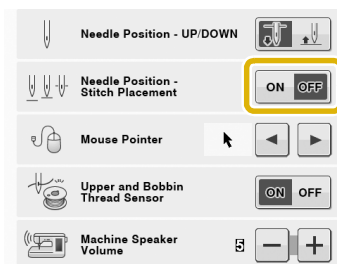 Needle Position - UP/DOWN
Needle Position -
Stitch Placement
ON OFF
Mouse Pointer
Upper and Bobbin
Thread Sensor
ON OFF
Machine Speaker
Volume
5